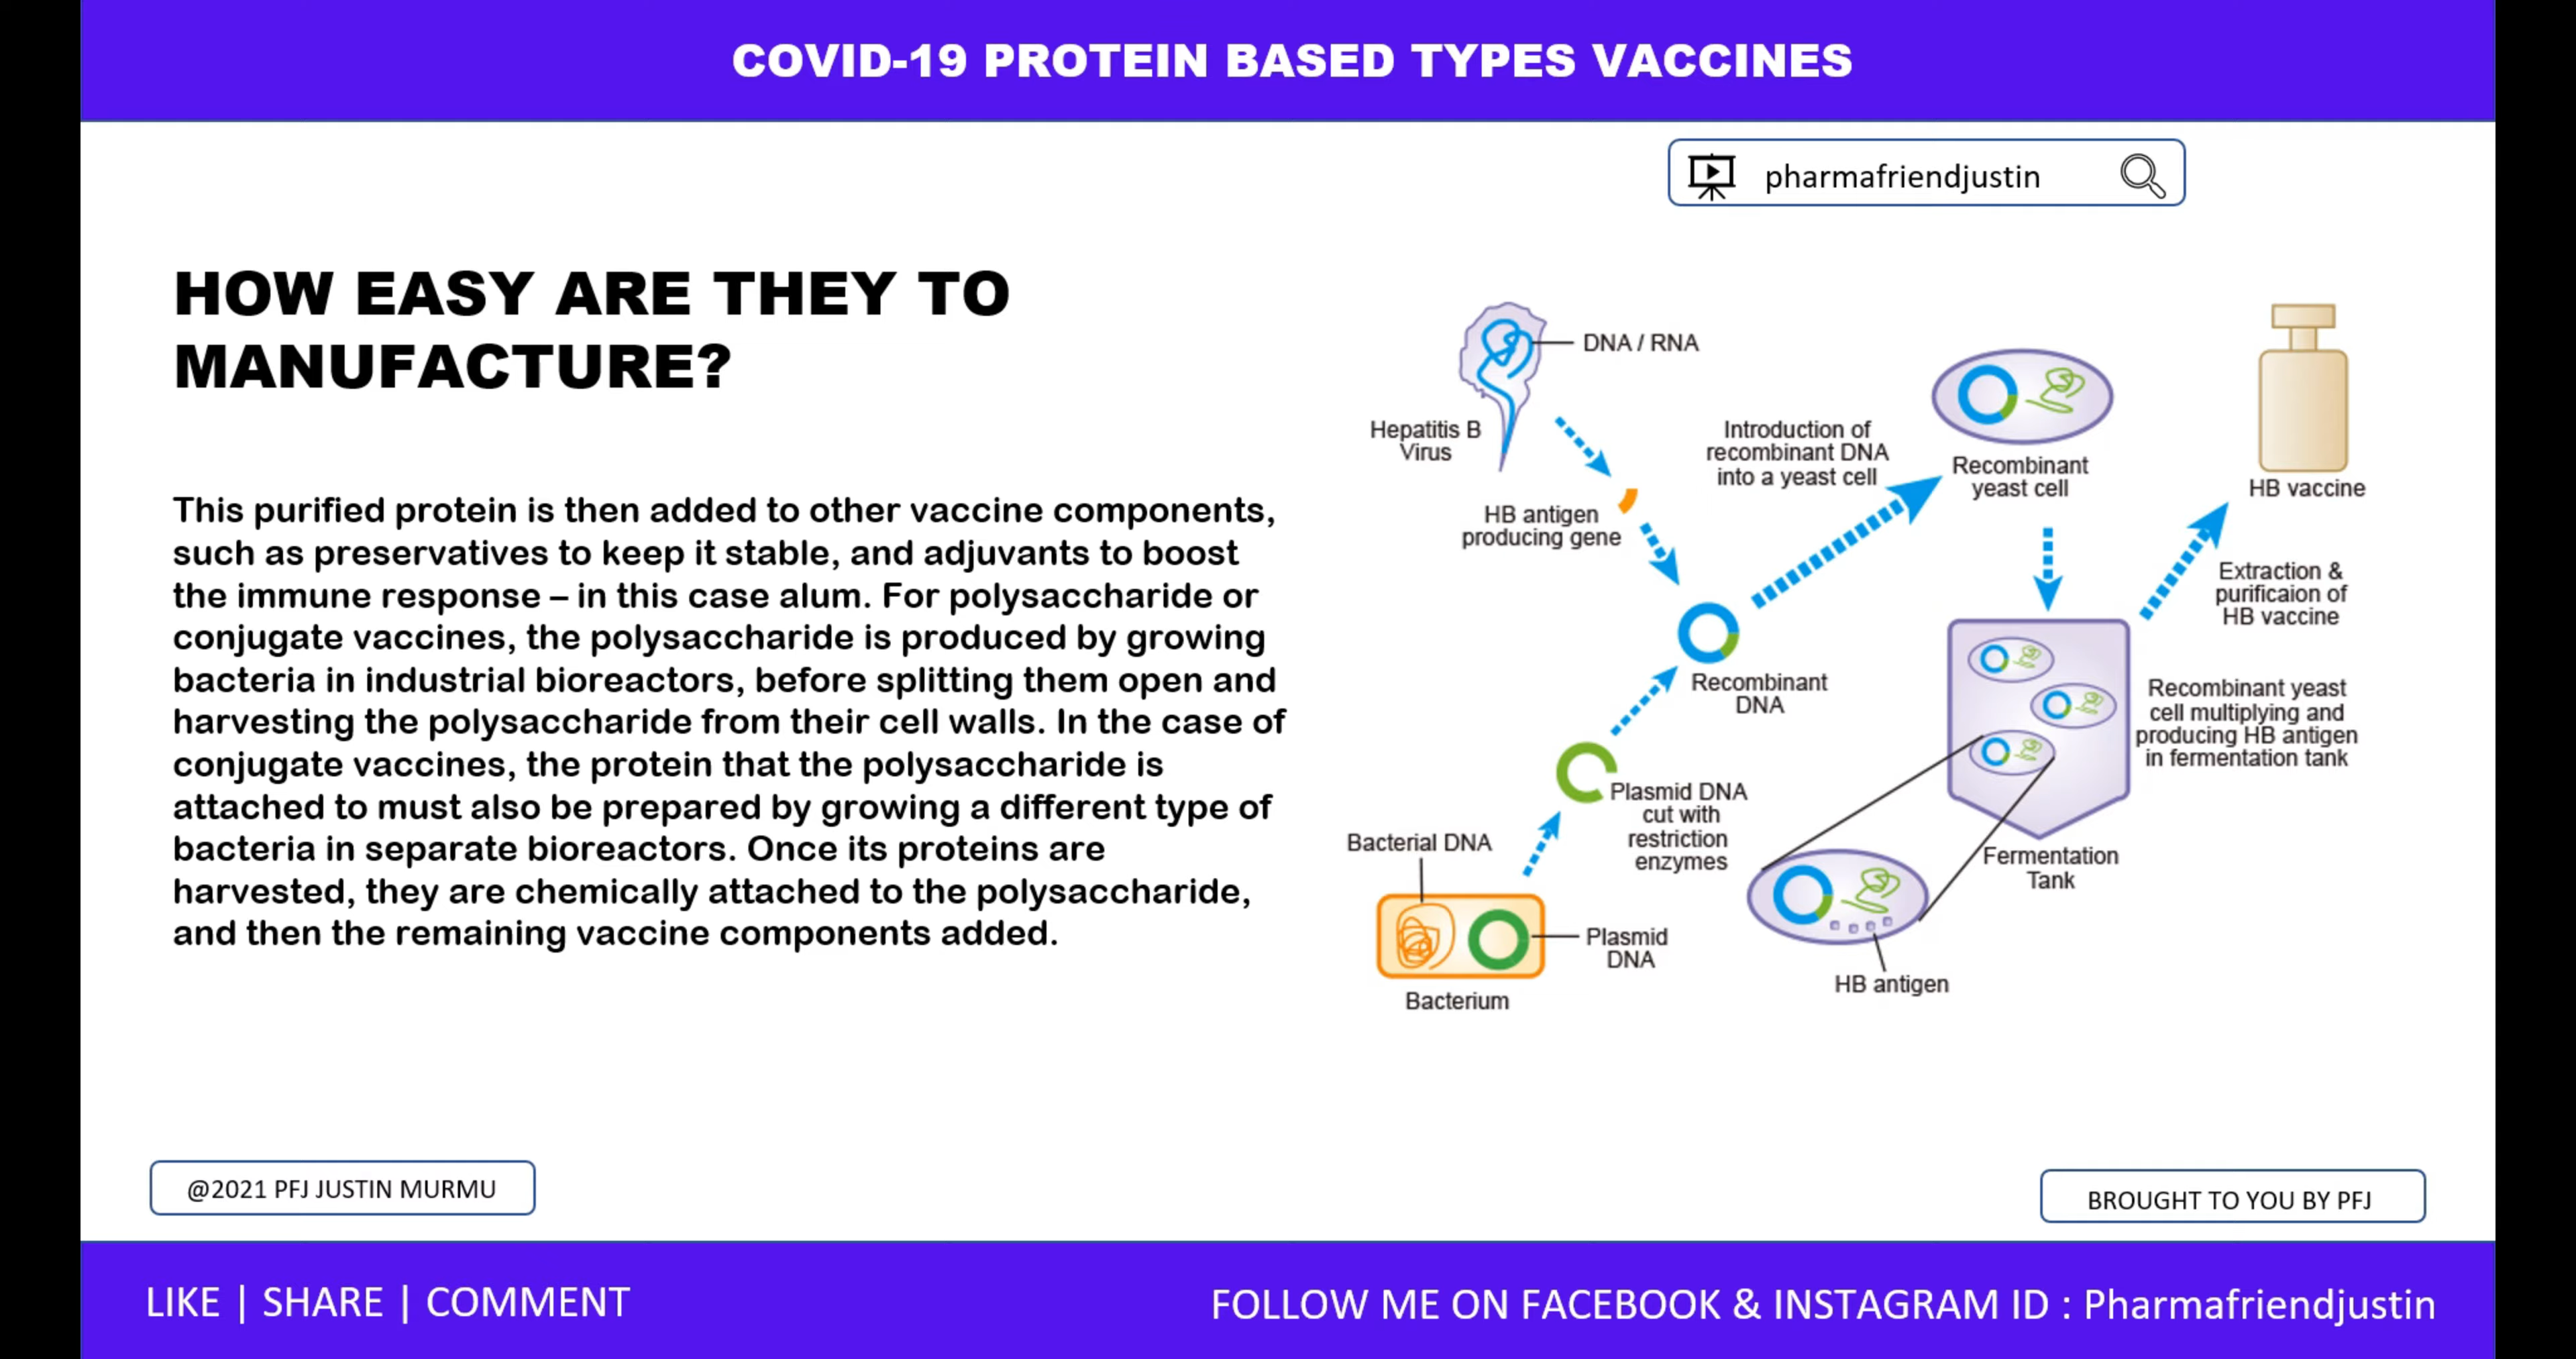 COVID-19 PROTEIN BASED TYPES VACCINES
pharmafriendjustin
HOW EASY ARE THEY TO
MANUFACTURE?
This purified protein is then added to other vaccine components,
such as preservatives to keep it stable, and adjuvants to boost
the immune response – in this case alum. For polysaccharide or
conjugate vaccines, the polysaccharide is produced by growing
bacteria in industrial bioreactors, before splitting them open and
harvesting the polysaccharide from their cell walls. In the case of
conjugate vaccines, the protein that the polysaccharide is
attached to must also be prepared by growing a different type of
bacteria in separate bioreactors. Once its proteins are
harvested, they are chemically attached to the polysaccharide,
and then the remaining vaccine components added.
DNA / RNA
Hepatitis B
Virus
HB antigen
producing gene
Introduction of
recombinant DNA
into a yeast cell
Recombinant
yeast cell
HB vaccine
Extraction &
purificaion of
HB vaccine
Recombinant
DNA
Recombinant yeast
cell multiplying and
producing HB antigen
in fermentation tank
Plasmid DNA
cut with
restriction
enzymes
Bacterial DNA
Fermentation
Tank
Plasmid
DNA
HB antigen
Bacterium
@2021 PFJ JUSTIN MURMU
BROUGHT TO YOU BY PFJ
LIKE | SHARE | COMMENT
FOLLOW ME ON FACEBOOK & INSTAGRAM ID : Pharmafriendjustin